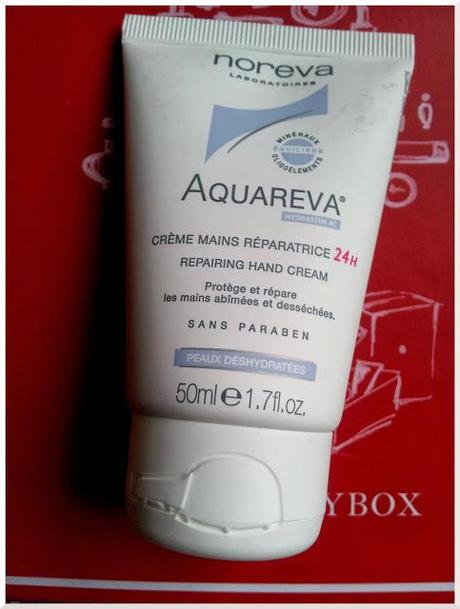 noreva
LABORATOIRES
MINÉRAUX
ÉQUILIBRE
OLIGOÉLÉMENTS
AQUAREVA®
HYDRASTIM 4C
CRÈME MAINS RÉPARATRICE 24H
REPAIRING HAND CREAM
Protège et répare
les mains abîmées et desséchées.
SANS PARABEN
PEAUX DÉSHYDRATÉES
50ml e 1.7fl.oz.
YBOX